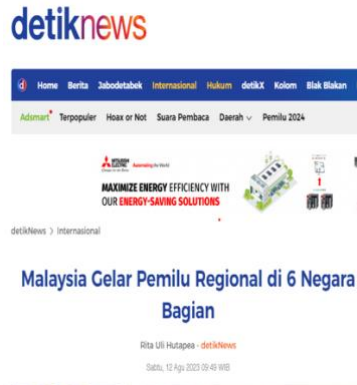 detiknews
d Home Berita Jabodetabek Internasional Hukum detikX Kolom Blak Blakan
Adsmart Terpopuler Hoax or Not Suara Pembaca Daerah Pemilu 2024
MITSUBISHI ELECTRIC
MAXIMIZE ENERGY EFFICIENCY WITH
OUR ENERGY-SAVING SOLUTIONS
detikNews > Internasional
Malaysia Gelar Pemilu Regional di 6 Negara
Bagian
Rita Uli Hutapea - detikNews
Sabtu, 12 Agu 2023 09:49 WIB